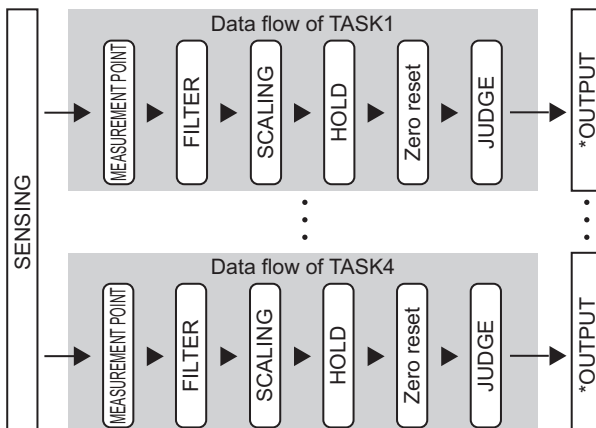 SENSING
Data flow of TASK1
MEASUREMENT POINT
FILTER
SCALING
HOLD
Zero reset
JUDGE
*OUTPUT
Data flow of TASK4
MEASUREMENT POINT
FILTER
SCALING
HOLD
Zero reset
JUDGE
*OUTPUT